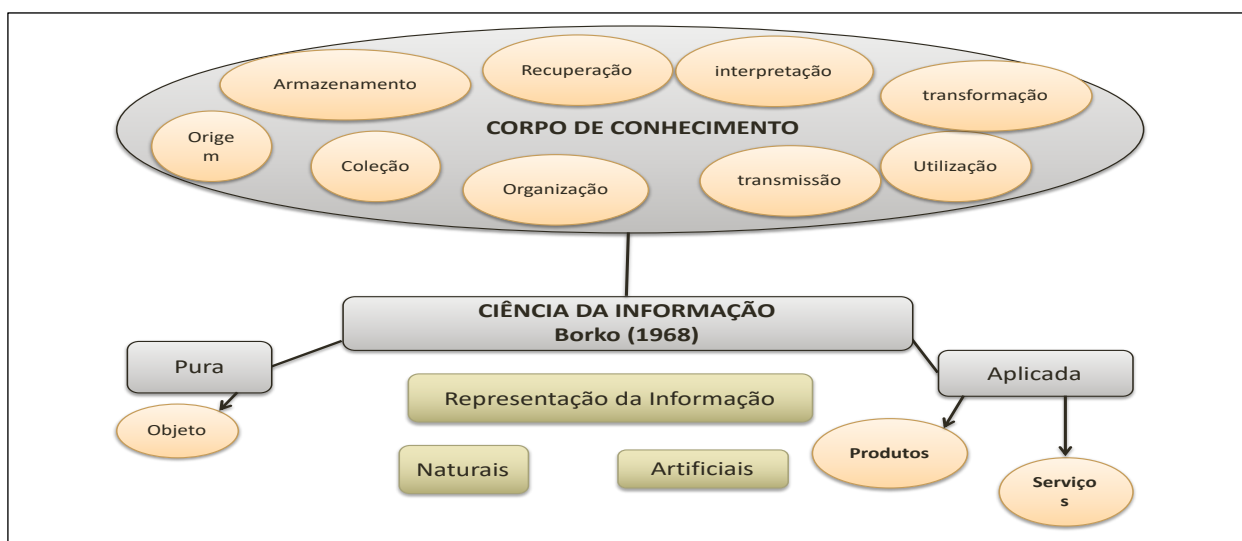 Armazenamento
Recuperação
interpretação
transformação
CORPO DE CONHECIMENTO
Orige
m
Coleção
Organização
transmissão
Utilização
CIÊNCIA DA INFORMAÇÃO
Borko (1968)
Pura
Aplicada
Objeto
Representação da Informação
Naturais
Artificiais
Produtos
Serviço
s